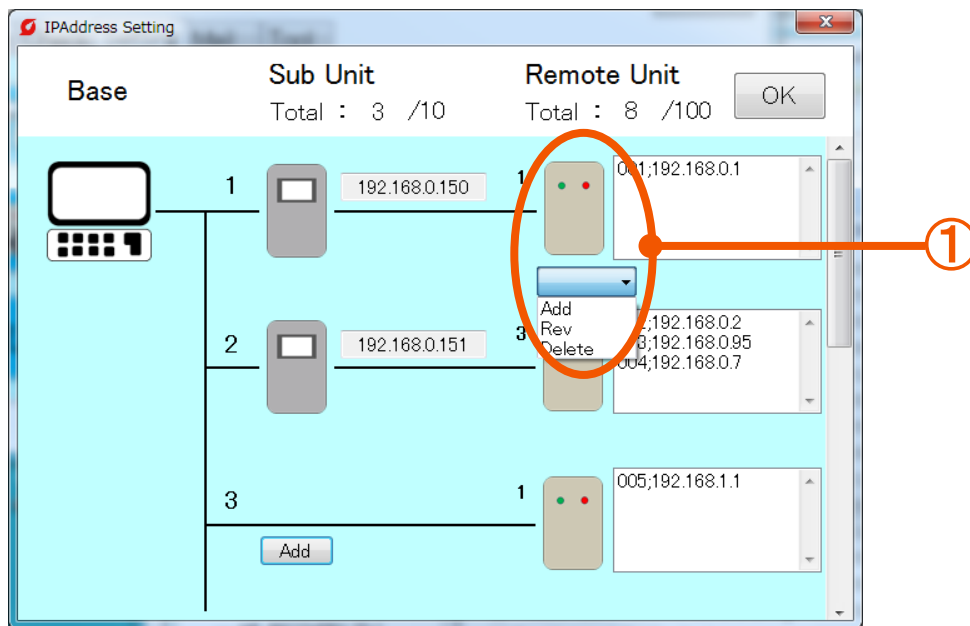 IPAddress Setting
Base
Sub Unit
Total : 3 /10
Remote Unit
Total : 8 /100
OK
1
192.168.0.150
1
001;192.168.0.1
①
Add
Rev
Delete
2
192.168.0.151
3
;192.168.0.2
3;192.168.0.95
004;192.168.0.7
3
Add
1
005;192.168.1.1